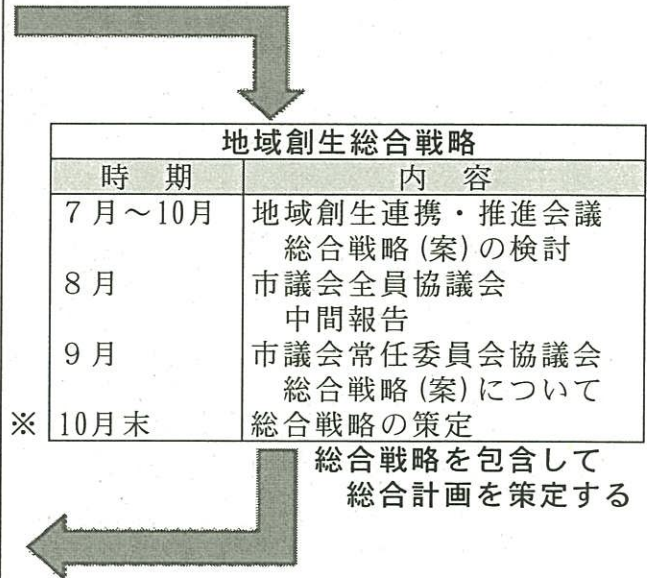 地域創生総合戦略
時　期　内　容
７月～10月　地域創生連携・推進会議
総合戦略(案)の検討
８月　市議会全員協議会
中間報告
９月　市議会常任委員会協議会
総合戦略(案)について
※ 10月末　総合戦略の策定
総合戦略を包含して
総合計画を策定する